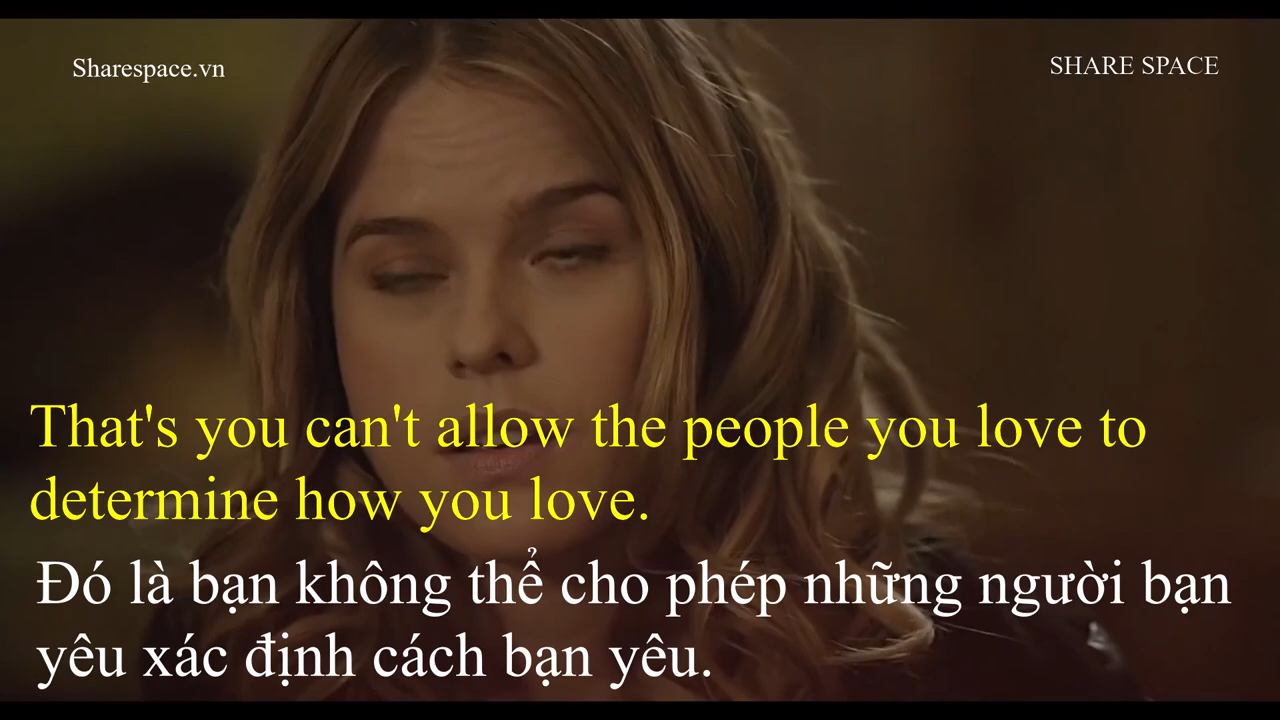 Sharespace.vn
SHARE SPACE
That's you can't allow the people you love to
determine how you love.
Đó là bạn không thể cho phép những người bạn
yêu xác định cách bạn yêu.